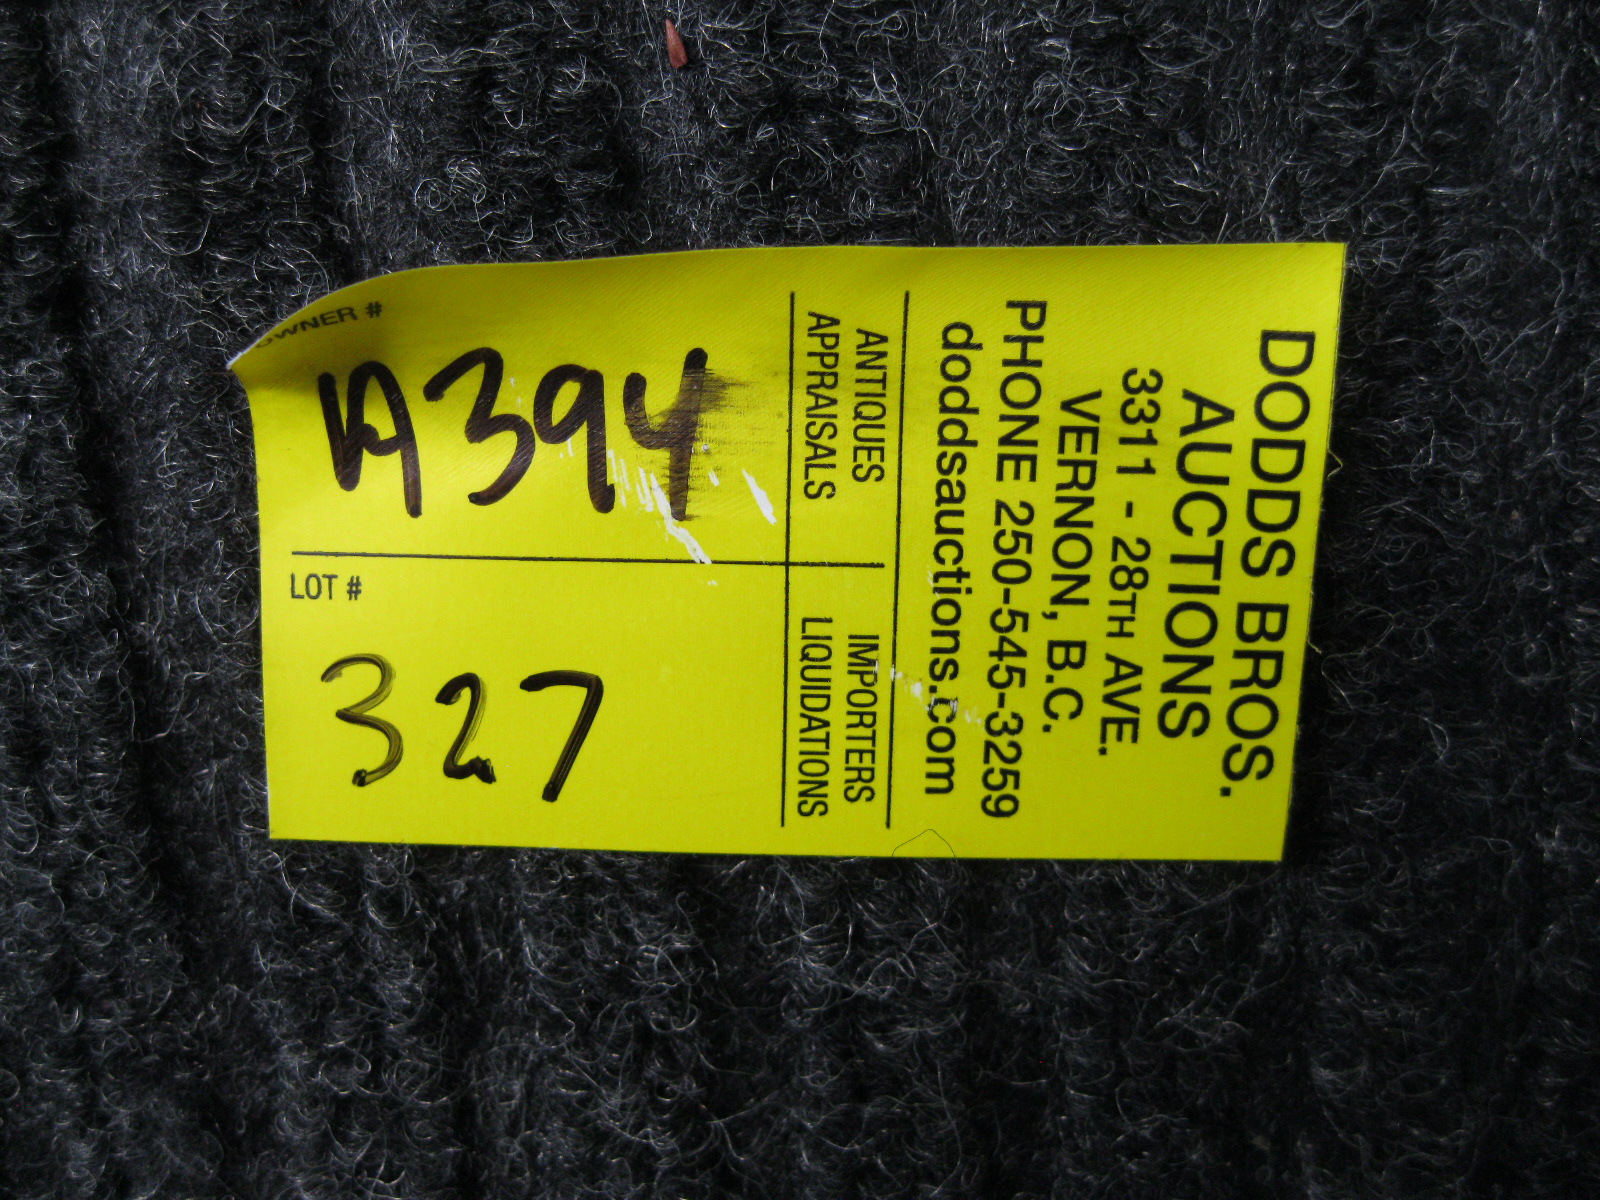 DODDS BROS.
AUCTIONS
3311 - 28TH AVE.
VERNON, B.C.
PHONE 250-545-3259
doddsauctions.com
ANTIQUES
APPRAISALS
IMPORTERS
LIQUIDATIONS
OWNER #
A394
LOT #
327